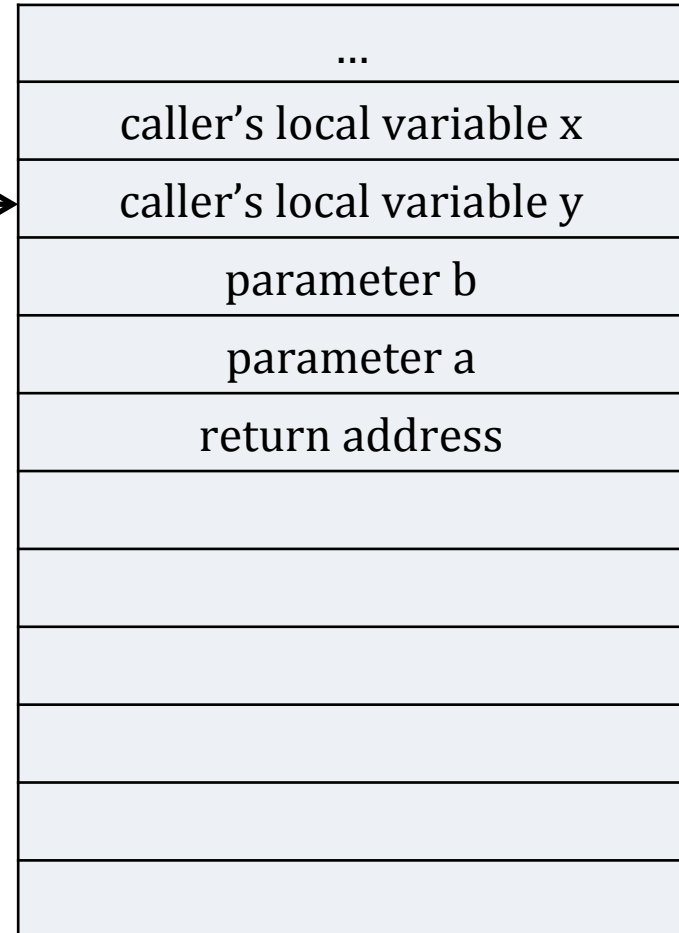 ...
caller’s local variable x
caller’s local variable y
parameter b
parameter a
return address